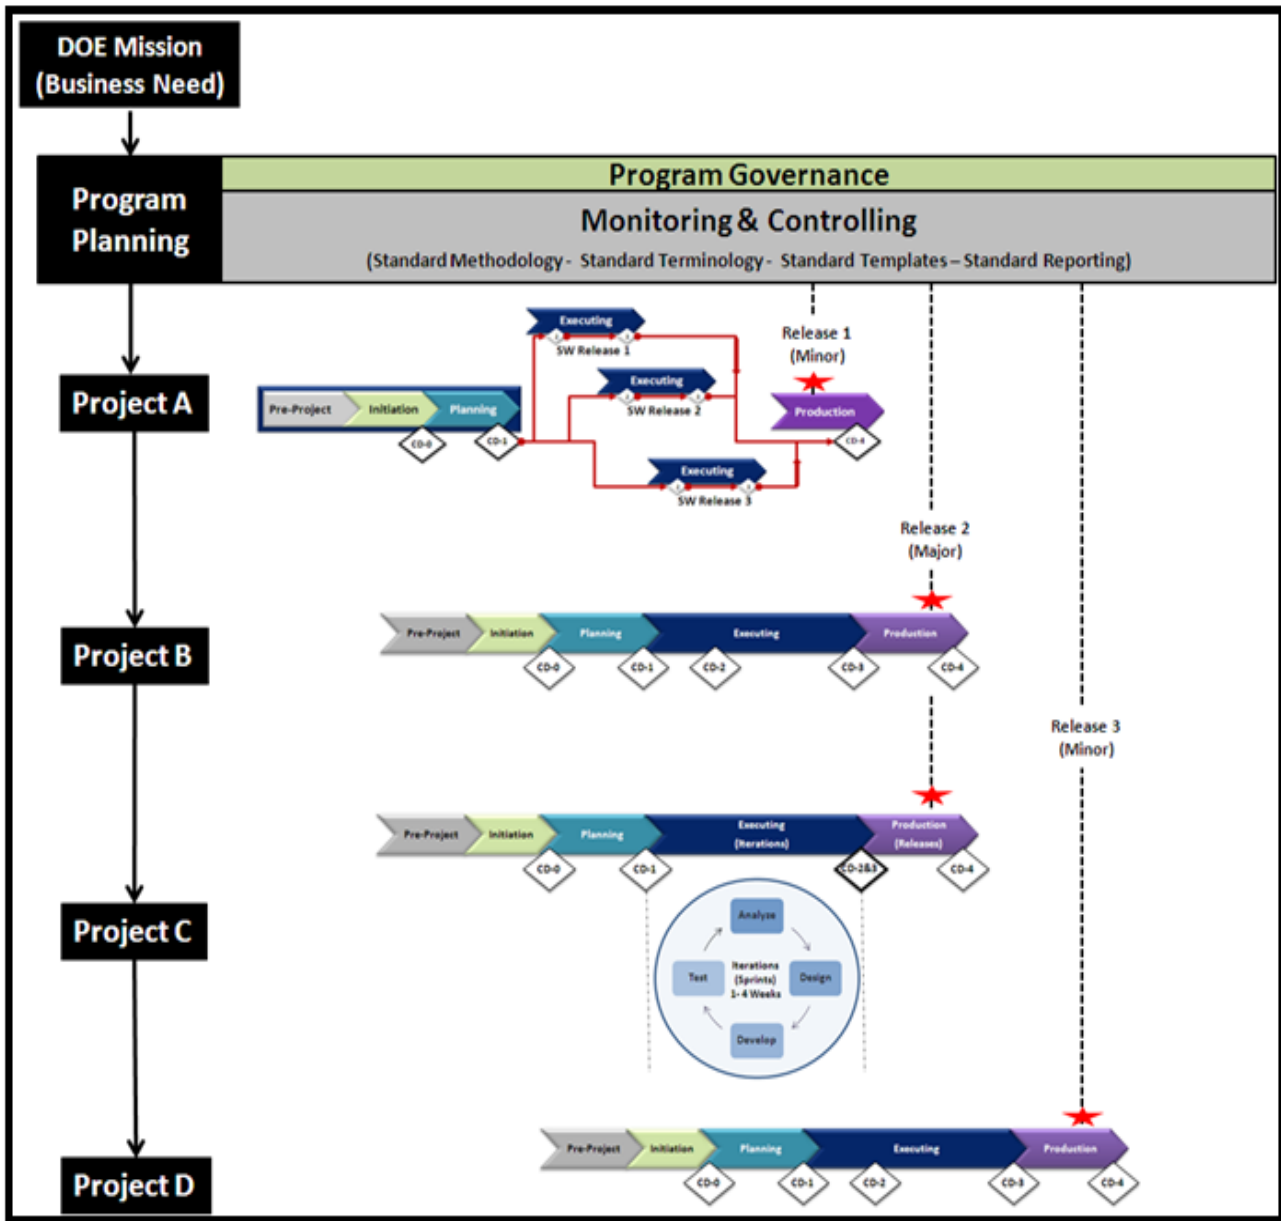 DOE Mission
(Business Need)
Program
Planning
Program Governance
Monitoring & Controlling
(Standard Methodology - Standard Terminology - Standard Templates – Standard Reporting)
Project A
Pre-Project
Initiation
Planning
CD-0
CD-1
Executing
SW Release 1
Executing
SW Release 2
Executing
SW Release 3
Release 1
(Minor)
Production
CD-4
Release 2
(Major)
Project B
Pre-Project
Initiation
Planning
Executing
Production
CD-0
CD-1
CD-2
CD-3
CD-4
Release 3
(Minor)
Project C
Pre-Project
Initiation
Planning
Executing
(Iterations)
Production
(Releases)
CD-0
CD-1
CD-2&3
CD-4
Analyze
Test
Iterations
(Sprints)
1- 4 Weeks
Design
Develop
Project D
Pre-Project
Initiation
Planning
Executing
Production
CD-0
CD-1
CD-2
CD-3
CD-4